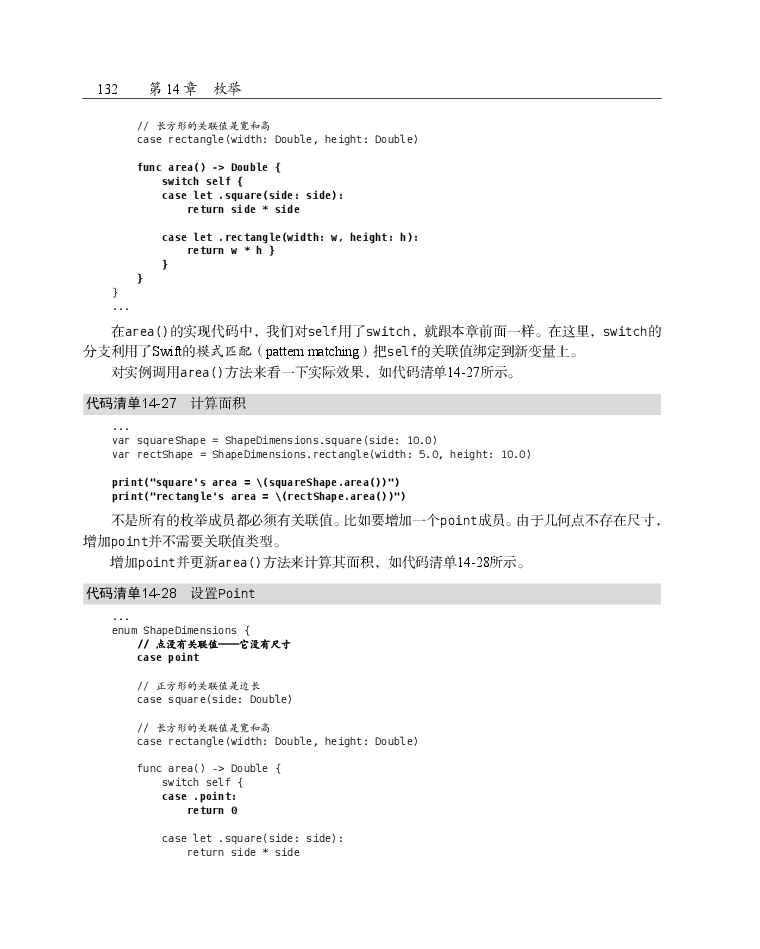 132 第 14 章 枚举
// 长方形的关联值是宽和高
case rectangle(width: Double, height: Double)
func area() -> Double {
switch self {
case let .square(side: side):
return side * side
case let .rectangle(width: w, height: h):
return w * h }
}
}
}
...
在area()的实现代码中，我们对self用了switch，就跟本章前面一样。在这里，switch的
分支利用了Swift的模式匹配（pattern matching）把self的关联值绑定到新变量上。
对实例调用area()方法来看一下实际效果，如代码清单14-27所示。
代码清单14-27 计算面积
...
var squareShape = ShapeDimensions.square(side: 10.0)
var rectShape = ShapeDimensions.rectangle(width: 5.0, height: 10.0)
print("square's area = \(squareShape.area())")
print("rectangle's area = \(rectShape.area())")
不是所有的枚举成员都必须有关联值。比如要增加一个point成员。由于几何点不存在尺寸，
增加point并不需要关联值类型。
增加point并更新area()方法来计算其面积，如代码清单14-28所示。
代码清单14-28 设置Point
...
enum ShapeDimensions {
// 点没有关联值——它没有尺寸
case point
// 正方形的关联值是边长
case square(side: Double)
// 长方形的关联值是宽和高
case rectangle(width: Double, height: Double)
func area() -> Double {
switch self {
case .point:
return 0
case let .square(side: side):
return side * side